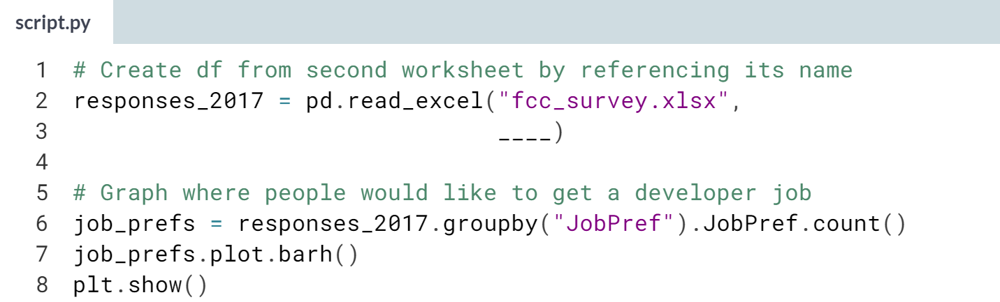 script.py
1 # Create df from second worksheet by referencing its name
2 responses_2017 = pd.read_excel("fcc_survey.xlsx",
3                                ____)
4
5 # Graph where people would like to get a developer job
6 job_prefs = responses_2017.groupby("JobPref").JobPref.count()
7 job_prefs.plot.barh()
8 plt.show()